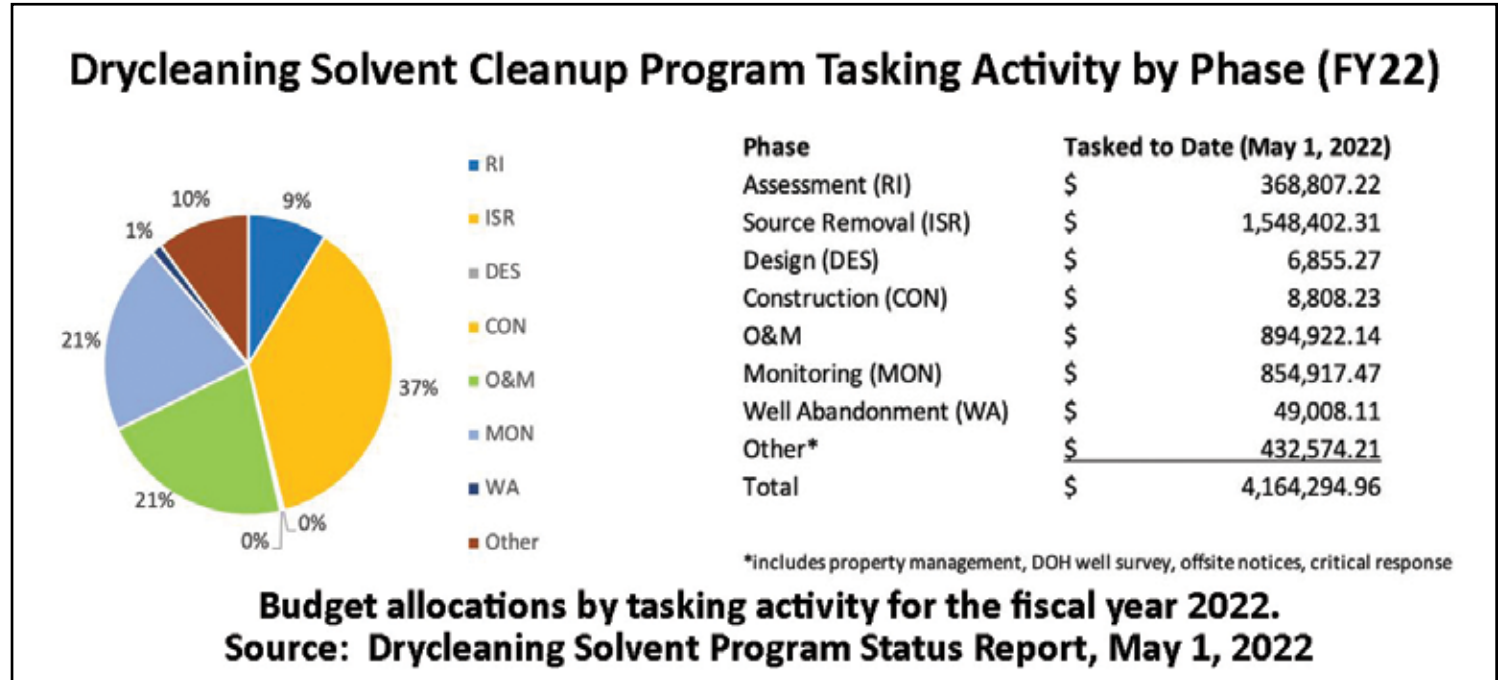 Drycleaning Solvent Cleanup Program Tasking Activity by Phase (FY22)
10%
9%
1%
21%
37%
21%
0%
0%
RI
ISR
DES
CON
O&M
MON
WA
Other
Phase Tasked to Date (May 1, 2022)
Assessment (RI) $ 368,807.22
Source Removal (ISR) $ 1,548,402.31
Design (DES) $ 6,855.27
Construction (CON) $ 8,808.23
O&M $ 894,922.14
Monitoring (MON) $ 854,917.47
Well Abandonment (WA) $ 49,008.11
Other* $ 432,574.21
Total $ 4,164,294.96
*includes property management, DOH well survey, offsite notices, critical response
Budget allocations by tasking activity for the fiscal year 2022.
Source: Drycleaning Solvent Program Status Report, May 1, 2022